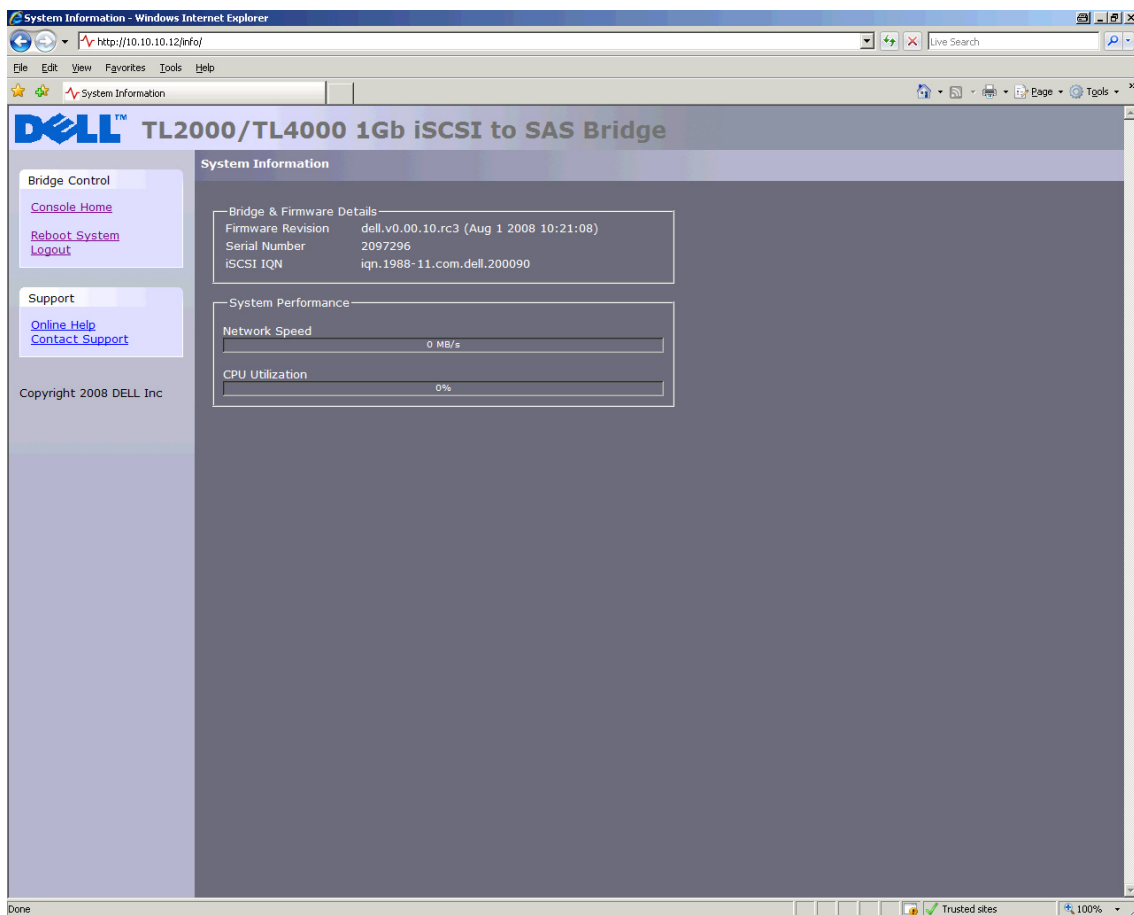 System Information - Windows Internet Explorer
http://10.10.10.12/info/
Live Search
File Edit View Favorites Tools Help
System Information
Page Tools »
DELL™ TL2000/TL4000 1Gb iSCSI to SAS Bridge
System Information
Bridge Control
Console Home
Reboot System
Logout
Support
Online Help
Contact Support
Copyright 2008 DELL Inc
Bridge & Firmware Details
Firmware Revision dell.v0.00.10.rc3 (Aug 1 2008 10:21:08)
Serial Number 2097296
iSCSI IQN iqn.1988-11.com.dell.200090
System Performance
Network Speed
0 MB/s
CPU Utilization
0%
Done
Trusted sites
100%